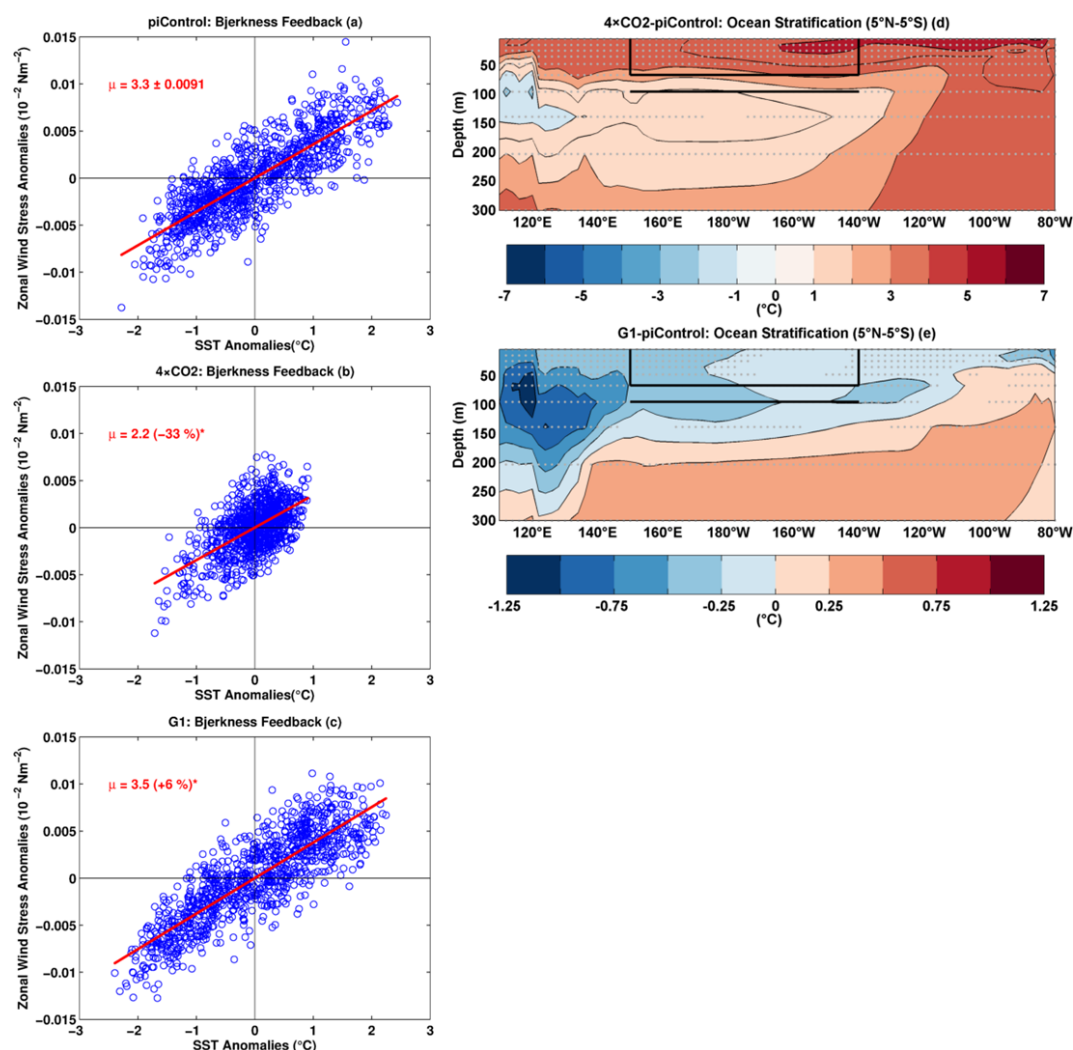 piControl: Bjerkness Feedback (a)
Zonal Wind Stress Anomalies (10⁻² Nm⁻²)
0.015
0.01
0.005
0
−0.005
−0.01
−0.015
μ = 3.3 ± 0.0091
−3 −2 −1 0 1 2 3
SST Anomalies(°C)
4×CO2: Bjerkness Feedback (b)
Zonal Wind Stress Anomalies (10⁻² Nm⁻²)
0.015
0.01
0.005
0
−0.005
−0.01
−0.015
μ = 2.2 (−33 %)*
−3 −2 −1 0 1 2 3
SST Anomalies(°C)
G1: Bjerkness Feedback (c)
Zonal Wind Stress Anomalies (10⁻² Nm⁻²)
0.015
0.01
0.005
0
−0.005
−0.01
−0.015
μ = 3.5 (+6 %)*
−3 −2 −1 0 1 2 3
SST Anomalies (°C)
4×CO2-piControl: Ocean Stratification (5°N-5°S) (d)
Depth (m)
50
100
150
200
250
300
120°E 140°E 160°E 180°W 160°W 140°W 120°W 100°W 80°W
-7 -5 -3 -1 0 1 3 5 7
(°C)
G1-piControl: Ocean Stratification (5°N-5°S) (e)
Depth (m)
50
100
150
200
250
300
120°E 140°E 160°E 180°W 160°W 140°W 120°W 100°W 80°W
-1.25 -0.75 -0.25 0 0.25 0.75 1.25
(°C)